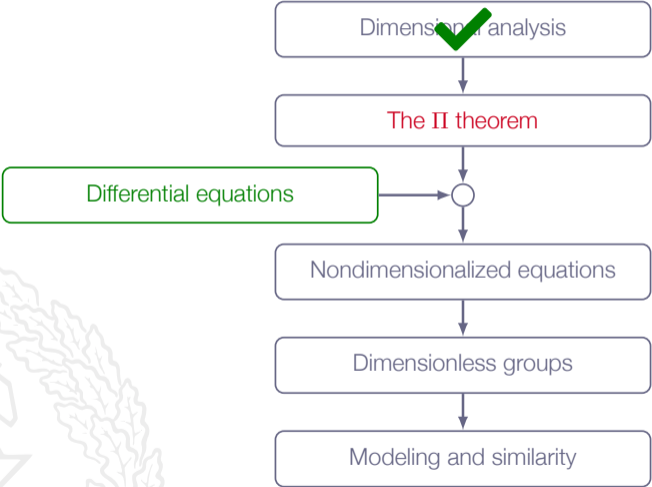 Dimensional analysis
The Π theorem
Differential equations
Nondimensionalized equations
Dimensionless groups
Modeling and similarity